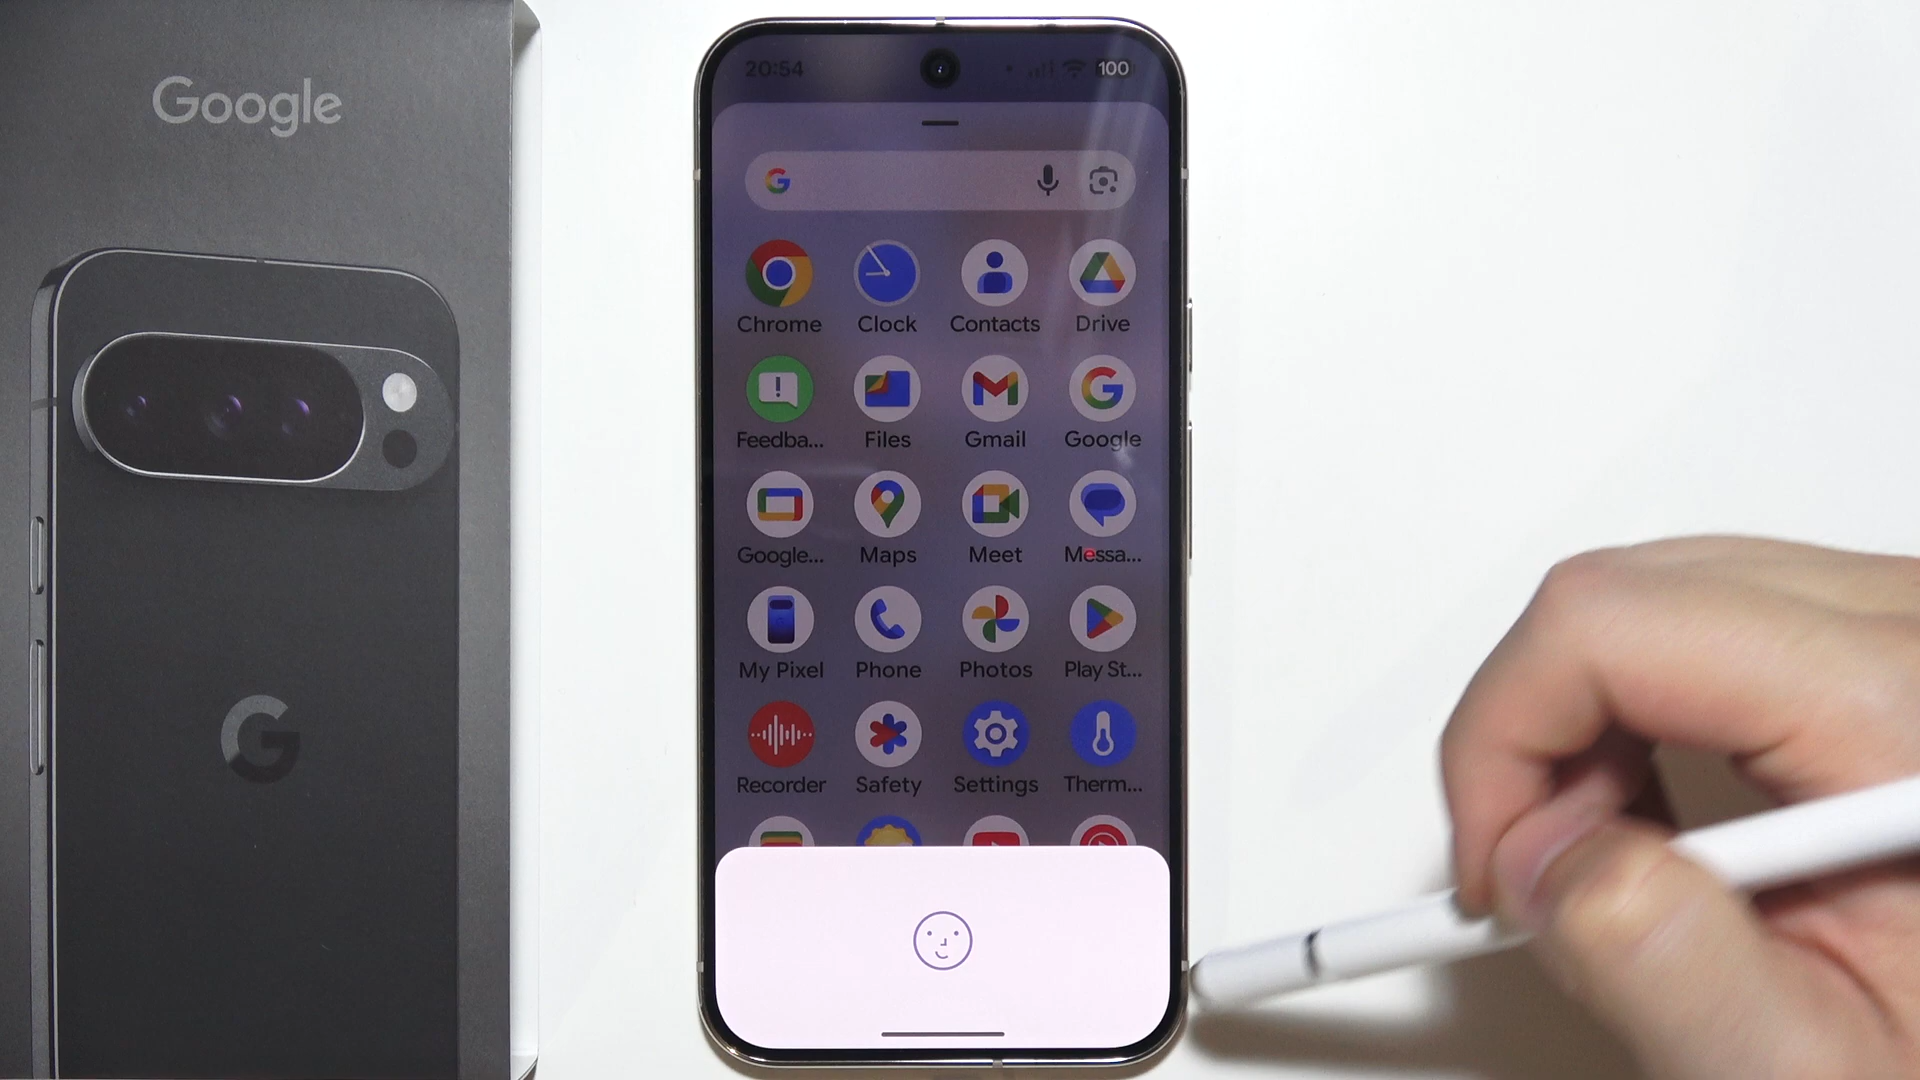 Google
20:54
100
Chrome Clock Contacts Drive
Feedba... Files Gmail Google
Google... Maps Meet Messa...
My Pixel Phone Photos Play St...
Recorder Safety Settings Therm...